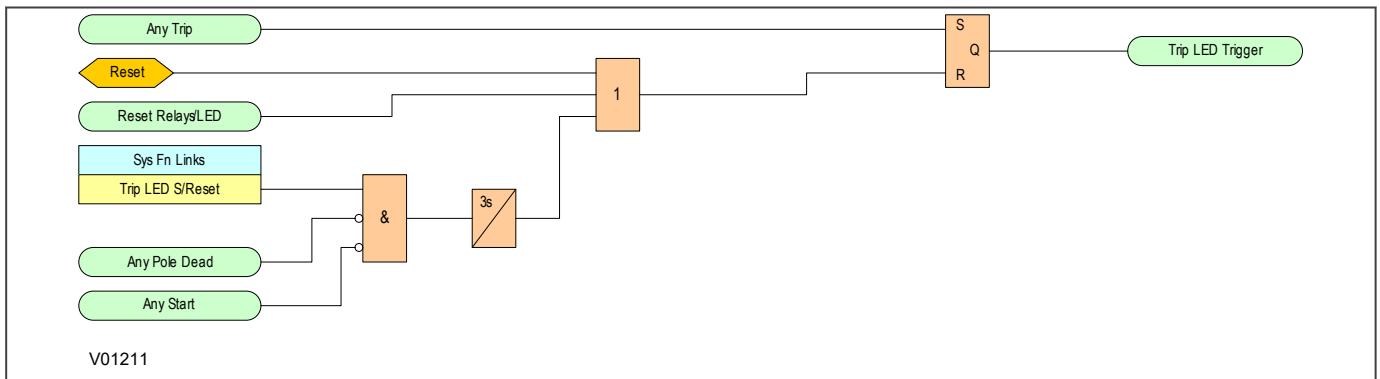 Any Trip
S
Q
R
Trip LED Trigger
Reset
1
Reset Relays/LED
Sys Fn Links
Trip LED S/Reset
&
3s
Any Pole Dead
Any Start
V01211